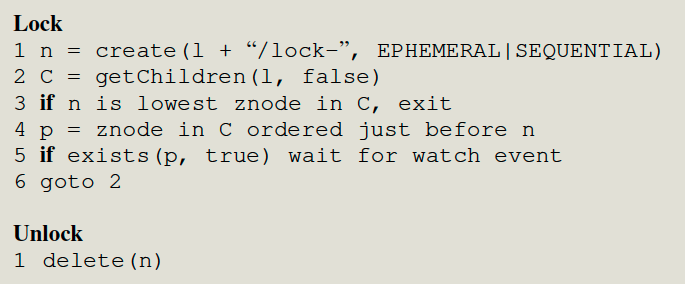 Lock
1 n = create(l + “/lock-”, EPHEMERAL|SEQUENTIAL)
2 C = getChildren(l, false)
3 if n is lowest znode in C, exit
4 p = znode in C ordered just before n
5 if exists(p, true) wait for watch event
6 goto 2
Unlock
1 delete(n)